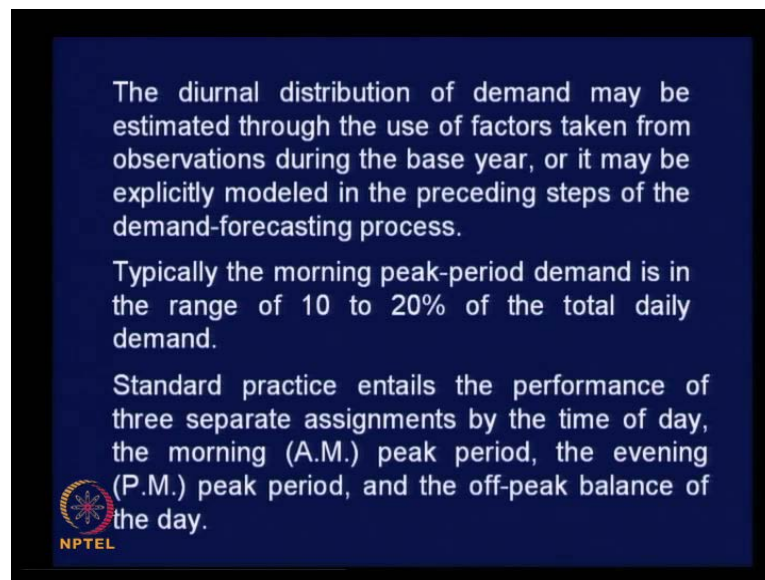 The diurnal distribution of demand may be
estimated through the use of factors taken from
observations during the base year, or it may be
explicitly modeled in the preceding steps of the
demand-forecasting process.
Typically the morning peak-period demand is in
the range of 10 to 20% of the total daily
demand.
Standard practice entails the performance of
three separate assignments by the time of day,
the morning (A.M.) peak period, the evening
(P.M.) peak period, and the off-peak balance of
the day.
NPTEL